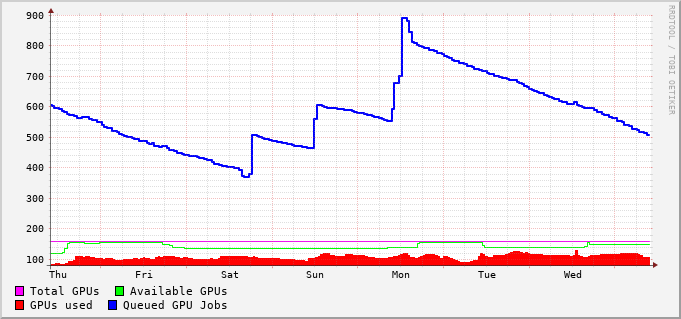 900
800
700
600
500
400
300
200
100
Thu Fri Sat Sun Mon Tue Wed
Total GPUs Available GPUs
GPUs used Queued GPU Jobs
RRDTOOL / TOBI OETIKER